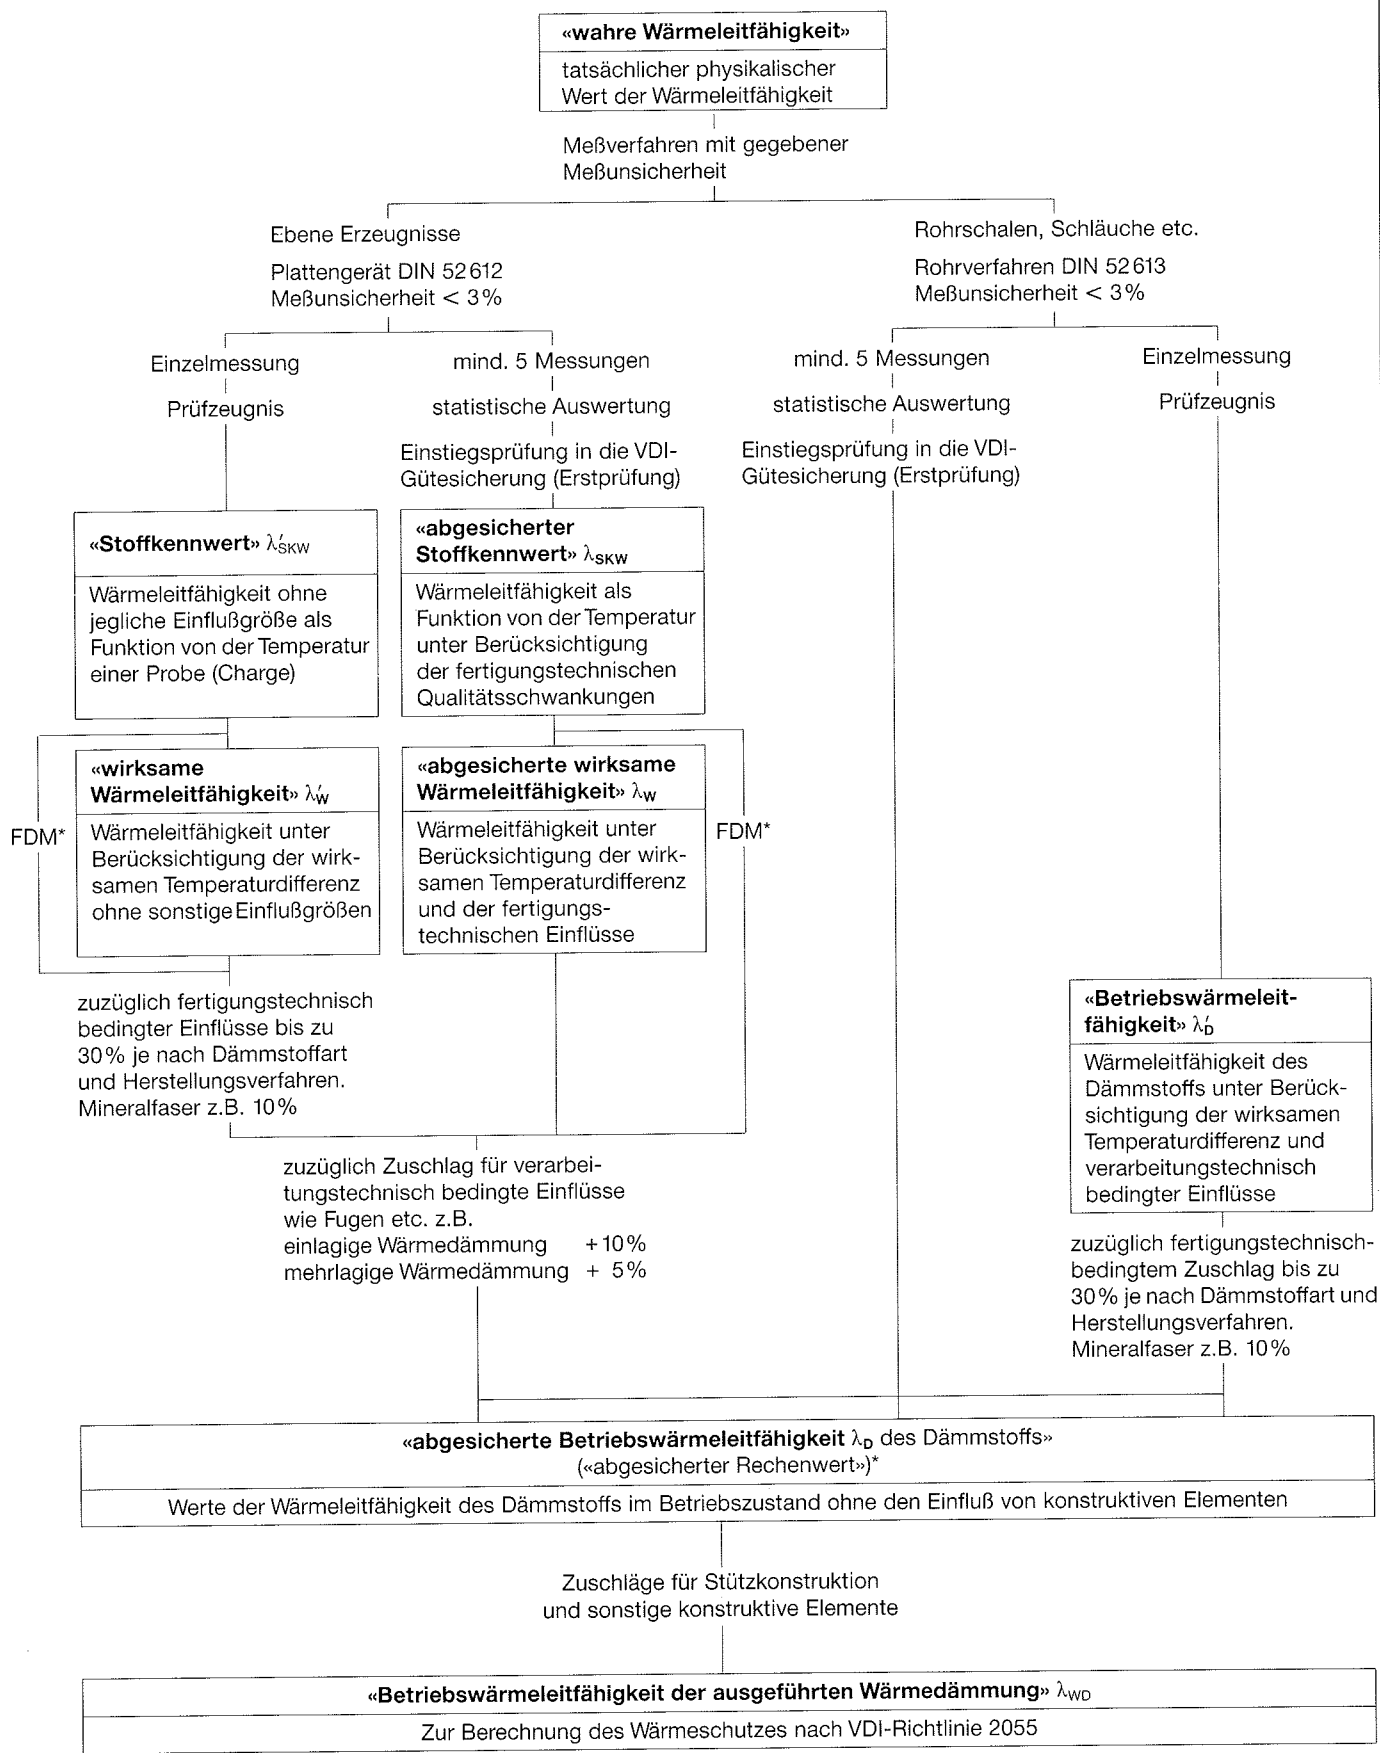 «wahre Wärmeleitfähigkeit»
tatsächlicher physikalischer
Wert der Wärmeleitfähigkeit
Meßverfahren mit gegebener
Meßunsicherheit
Ebene Erzeugnisse
Plattengerät DIN 52612
Meßunsicherheit < 3%
Rohrschalen, Schläuche etc.
Rohrverfahren DIN 52613
Meßunsicherheit < 3%
Einzelmessung
Prüfzeugnis
mind. 5 Messungen
statistische Auswertung
Einstiegsprüfung in die VDI-
Gütesicherung (Erstprüfung)
mind. 5 Messungen
statistische Auswertung
Einstiegsprüfung in die VDI-
Gütesicherung (Erstprüfung)
Einzelmessung
Prüfzeugnis
«Stoffkennwert» λ′SKW
Wärmeleitfähigkeit ohne
jegliche Einflußgröße als
Funktion von der Temperatur
einer Probe (Charge)
«abgesicherter
Stoffkennwert» λSKW
Wärmeleitfähigkeit als
Funktion von der Temperatur
unter Berücksichtigung
der fertigungstechnischen
Qualitätsschwankungen
«wirksame
Wärmeleitfähigkeit» λ′W
FDM*
Wärmeleitfähigkeit unter
Berücksichtigung der wirk-
samen Temperaturdifferenz
ohne sonstige Einflußgrößen
«abgesicherte wirksame
Wärmeleitfähigkeit» λW
Wärmeleitfähigkeit unter
Berücksichtigung der wirk-
samen Temperaturdifferenz
und der fertigungs-
technischen Einflüsse
FDM*
zuzüglich fertigungstechnisch
bedingter Einflüsse bis zu
30% je nach Dämmstoffart
und Herstellungsverfahren.
Mineralfaser z.B. 10%
«Betriebswärmeleit-
fähigkeit» λ′D
Wärmeleitfähigkeit des
Dämmstoffs unter Berück-
sichtigung der wirksamen
Temperaturdifferenz und
verarbeitungstechnisch
bedingter Einflüsse
zuzüglich Zuschlag für verarbei-
tungstechnisch bedingte Einflüsse
wie Fugen etc. z.B.
einlagige Wärmedämmung +10%
mehrlagige Wärmedämmung + 5%
zuzüglich fertigungstechnisch-
bedingtem Zuschlag bis zu
30% je nach Dämmstoffart und
Herstellungsverfahren.
Mineralfaser z.B. 10%
«abgesicherte Betriebswärmeleitfähigkeit λD des Dämmstoffs»
(«abgesicherter Rechenwert»)*
Werte der Wärmeleitfähigkeit des Dämmstoffs im Betriebszustand ohne den Einfluß von konstruktiven Elementen
Zuschläge für Stützkonstruktion
und sonstige konstruktive Elemente
«Betriebswärmeleitfähigkeit der ausgeführten Wärmedämmung» λWD
Zur Berechnung des Wärmeschutzes nach VDI-Richtlinie 2055